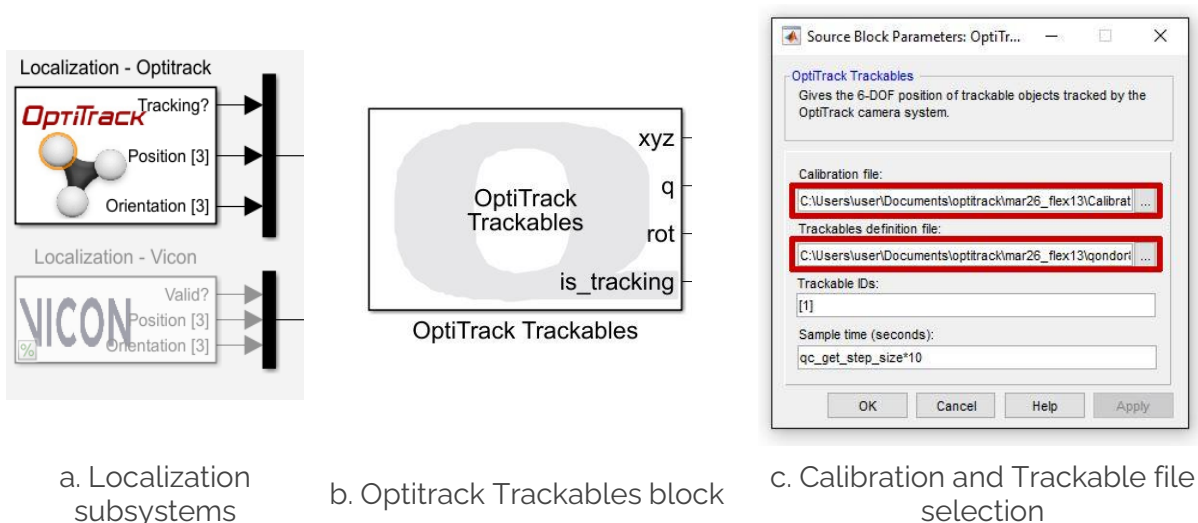 Localization - Optitrack
OptiTrack
Tracking?
Position [3]
Orientation [3]
Localization - Vicon
VICON
Valid?
Position [3]
Orientation [3]
%
a. Localization
subsystems
OptiTrack
Trackables
xyz
q
rot
is_tracking
OptiTrack Trackables
b. Optitrack Trackables block
Source Block Parameters: OptiTr...
OptiTrack Trackables
Gives the 6-DOF position of trackable objects tracked by the
OptiTrack camera system.
Calibration file:
C:\Users\user\Documents\optitrack\mar26_flex13\Calibrat ...
Trackables definition file:
C:\Users\user\Documents\optitrack\mar26_flex13\qondor ...
Trackable IDs:
[1]
Sample time (seconds):
qc_get_step_size*10
OK Cancel Help Apply
c. Calibration and Trackable file
selection